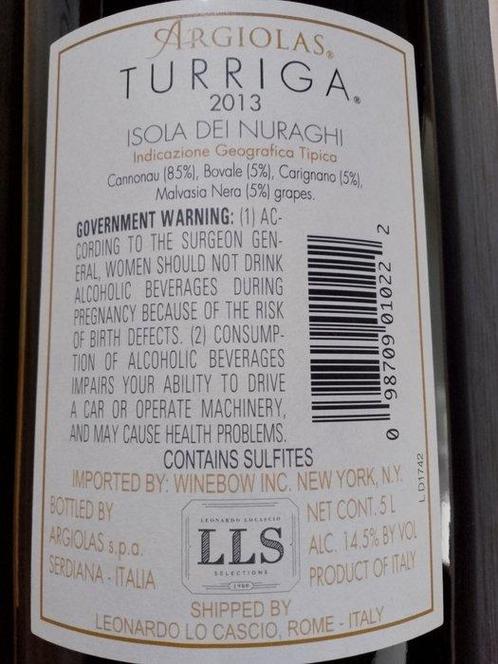 ARGIOLAS®
TURRIGA®
2013
ISOLA DEI NURAGHI
Indicazione Geografica Tipica
Cannonau (85%), Bovale (5%), Carignano (5%),
Malvasia Nera (5%) grapes.
GOVERNMENT WARNING: (1) AC-
CORDING TO THE SURGEON GEN-
ERAL, WOMEN SHOULD NOT DRINK
ALCOHOLIC BEVERAGES DURING
PREGNANCY BECAUSE OF THE RISK
OF BIRTH DEFECTS. (2) CONSUMP-
TION OF ALCOHOLIC BEVERAGES
IMPAIRS YOUR ABILITY TO DRIVE
A CAR OR OPERATE MACHINERY,
AND MAY CAUSE HEALTH PROBLEMS.
0 98709 01022 2
CONTAINS SULFITES
IMPORTED BY: WINEBOW INC. NEW YORK, N.Y.
BOTTLED BY
ARGIOLAS s.p.a.
SERDIANA - ITALIA
LEONARDO LOCASCIO
LLS
SELECTIONS
1980
NET CONT. 5 L
ALC. 14.5% BY VOL
PRODUCT OF ITALY
L D1742
SHIPPED BY
LEONARDO LO CASCIO, ROME - ITALY